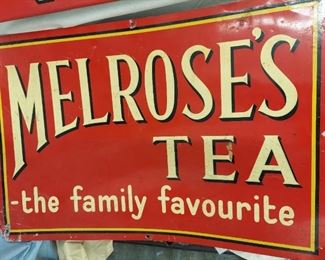 MELROSE'S
TEA
-the family favourite